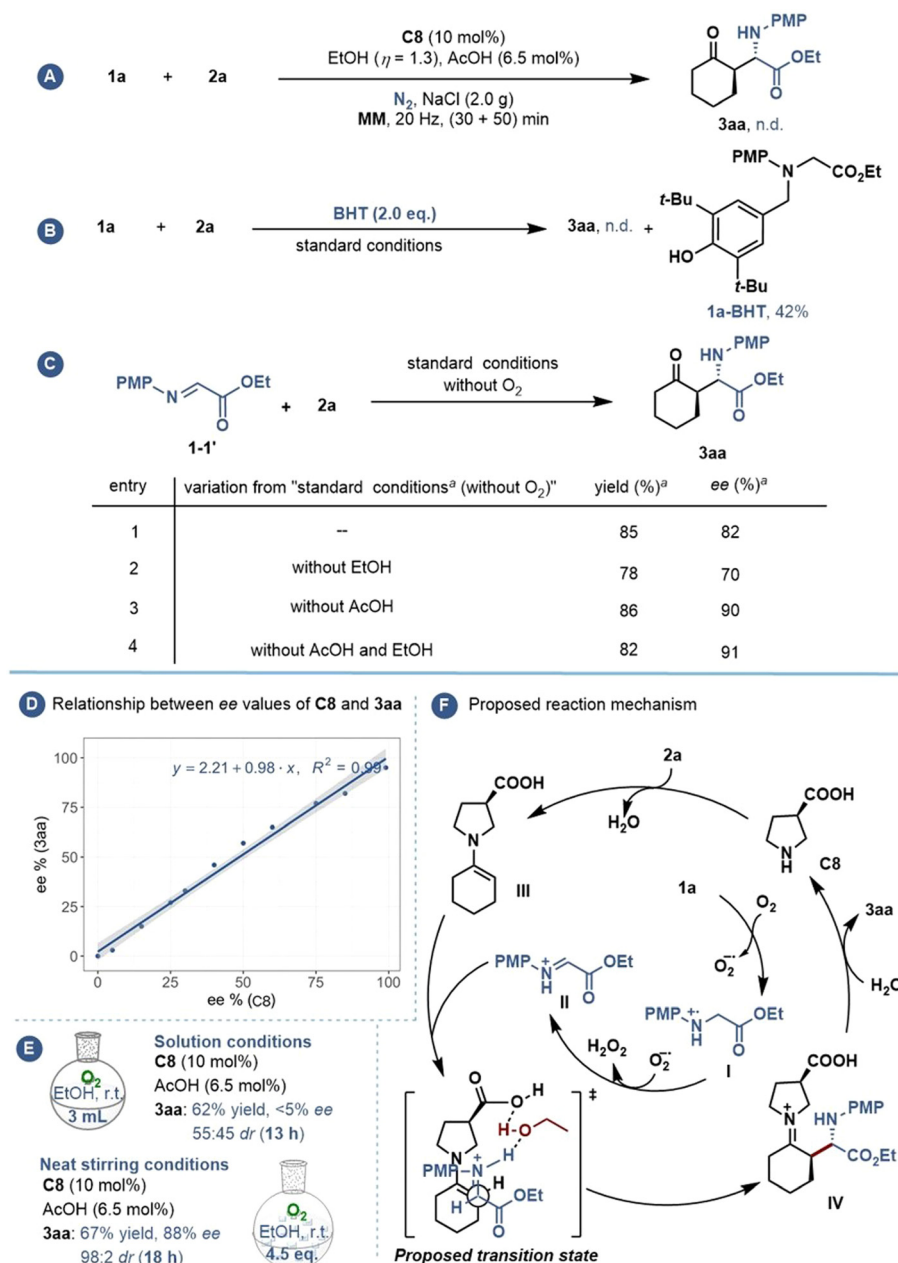 A
1a + 2a
C8 (10 mol%)
EtOH (η = 1.3), AcOH (6.5 mol%)
N2, NaCl (2.0 g)
MM, 20 Hz, (30 + 50) min
O
HN
PMP
OEt
O
3aa, n.d.
B
1a + 2a
BHT (2.0 eq.)
standard conditions
3aa, n.d. +
PMP
N
CO2Et
t-Bu
HO
t-Bu
1a-BHT, 42%
C
PMP
N
OEt
O
1-1'
+ 2a
standard conditions
without O2
O
HN
PMP
OEt
O
3aa
entry variation from "standard conditionsa (without O2)" yield (%)a ee (%)a
1 -- 85 82
2 without EtOH 78 70
3 without AcOH 86 90
4 without AcOH and EtOH 82 91
D Relationship between ee values of C8 and 3aa
y = 2.21 + 0.98 · x, R2 = 0.99
100
75
50
25
0
ee % (3aa)
0 25 50 75 100
ee % (C8)
E
O2
EtOH, r.t.
3 mL
Solution conditions
C8 (10 mol%)
AcOH (6.5 mol%)
3aa: 62% yield, <5% ee
55:45 dr (13 h)
Neat stirring conditions
C8 (10 mol%)
AcOH (6.5 mol%)
3aa: 67% yield, 88% ee
98:2 dr (18 h)
O2
EtOH, r.t.
4.5 eq.
F Proposed reaction mechanism
COOH
N
III
2a
H2O
COOH
N
H
C8
1a
O2
O2−·
3aa
H2O
PMP
+
N
H
OEt
O
II
H2O2
O2−·
PMP
+·
N
H
OEt
O
I
COOH
N
+
HN
PMP
CO2Et
IV
O
O H
H O
N
PMP N
+
H
H
H
OEt
O
‡
Proposed transition state